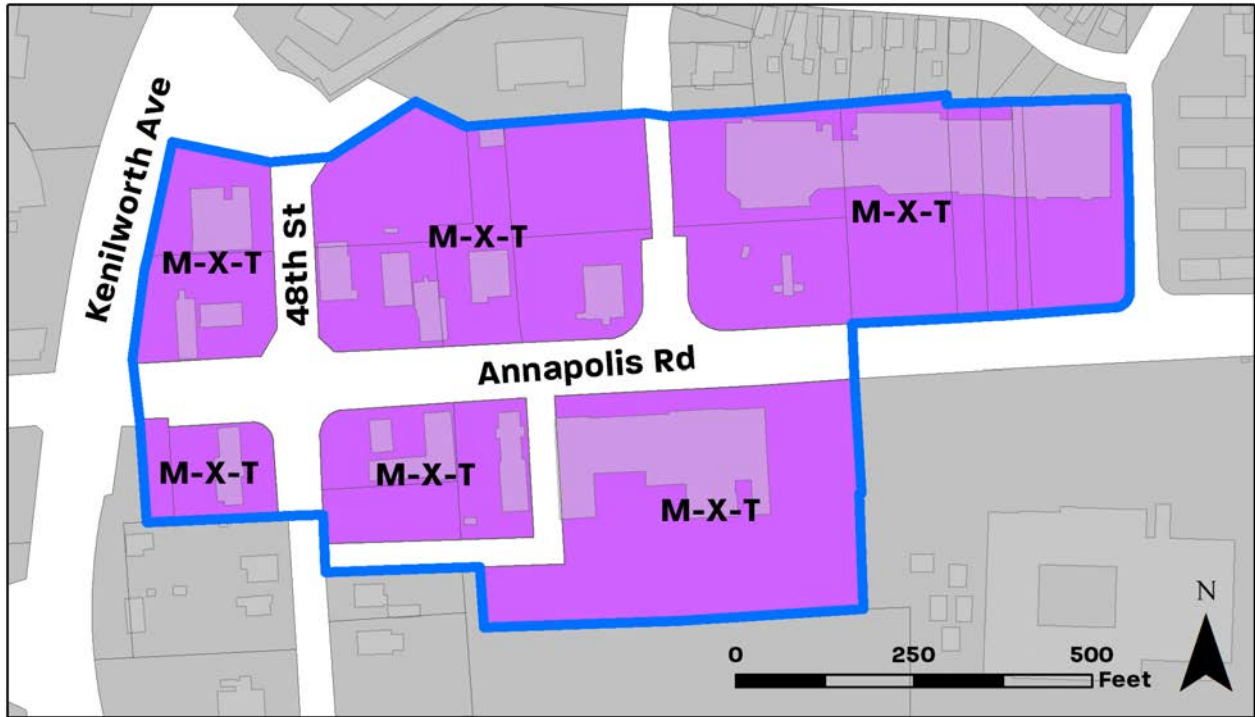 Kenilworth Ave
48th St
M-X-T
M-X-T
M-X-T
Annapolis Rd
M-X-T
M-X-T
M-X-T
N
0 250 500
Feet